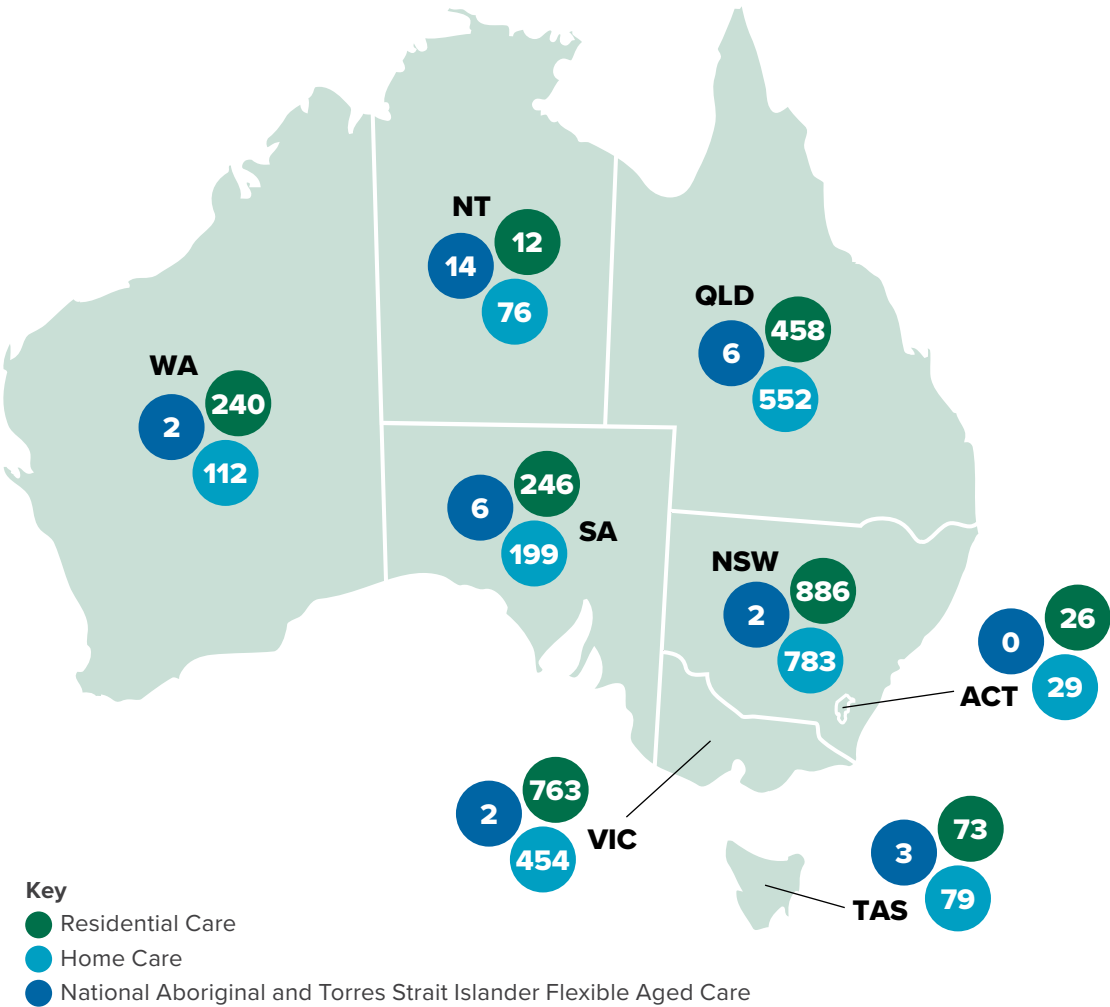 NT
12
14
76
QLD
458
6
552
WA
240
2
112
246
6
SA
199
NSW
886
2
783
26
0
29
ACT
763
2
VIC
454
73
3
79
TAS
Key
Residential Care
Home Care
National Aboriginal and Torres Strait Islander Flexible Aged Care